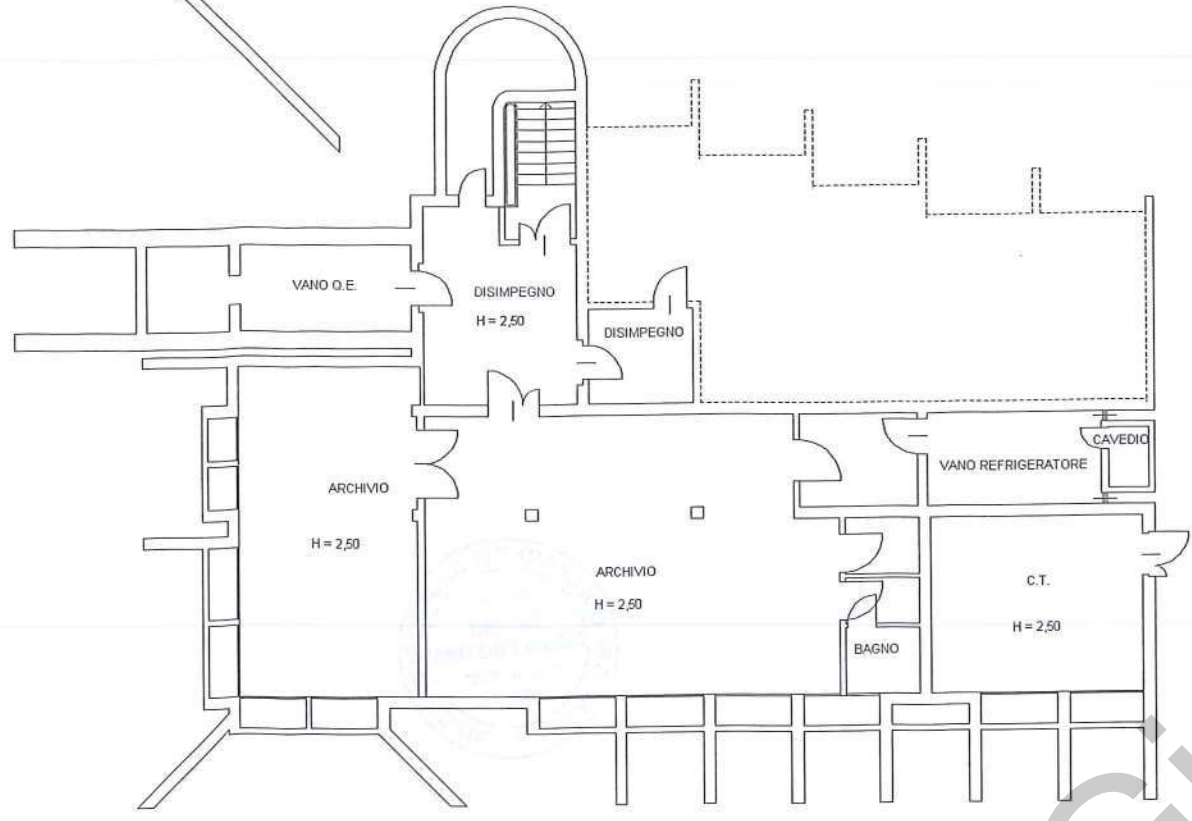 VANO Q.E.
DISIMPEGNO
H = 2,50
DISIMPEGNO
CAVEDIO
VANO REFRIGERATORE
ARCHIVIO
H = 2,50
ARCHIVIO
H = 2,50
C.T.
H = 2,50
BAGNO